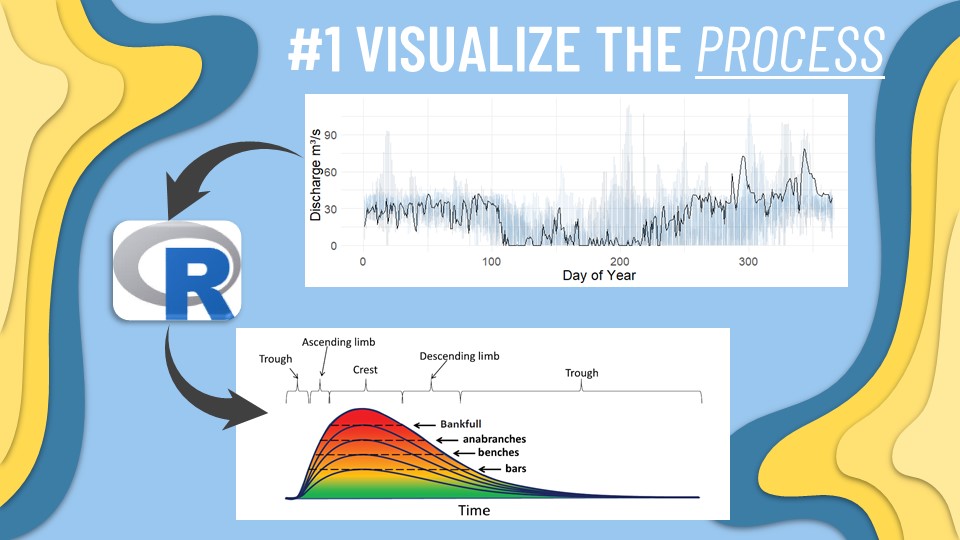 #1 VISUALIZE THE PROCESS
Discharge m³/s
90
60
30
0
0 100 200 300
Day of Year
R
Ascending limb
Trough
Crest
Descending limb
Trough
Bankfull
anabranches
benches
bars
Time